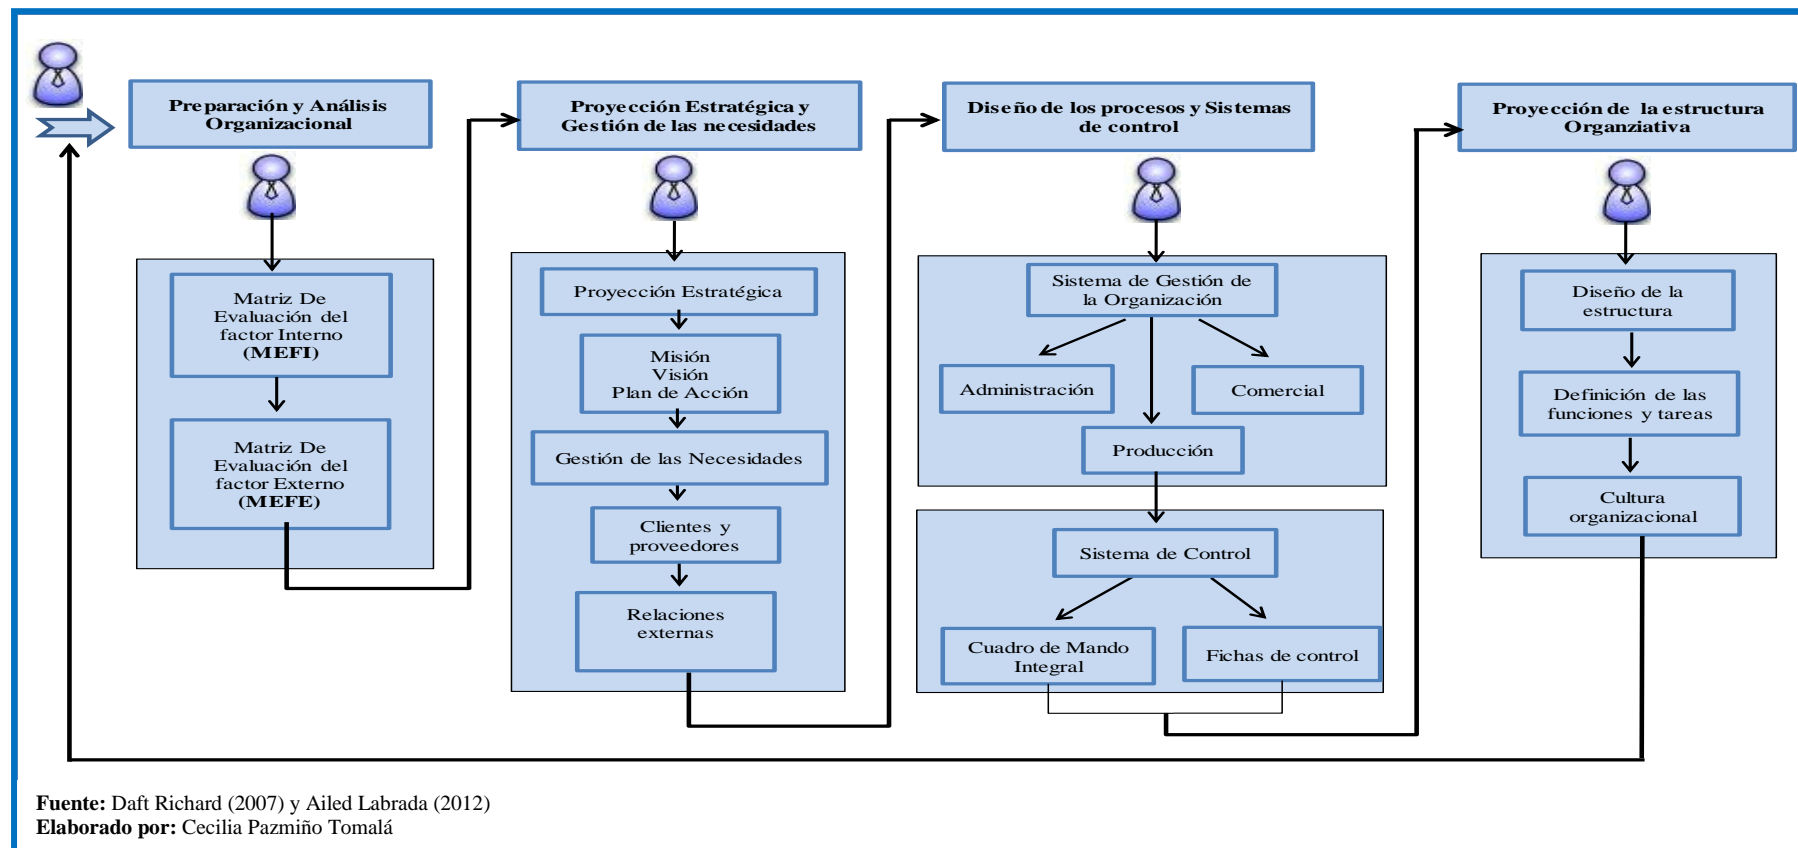 Preparación y Análisis
Organizacional
Matriz De
Evaluación del
factor Interno
(MEFI)
Matriz De
Evaluación del
factor Externo
(MEFE)
Proyección Estratégica y
Gestión de las necesidades
Proyección Estratégica
Misión
Visión
Plan de Acción
Gestión de las Necesidades
Clientes y
proveedores
Relaciones
externas
Diseño de los procesos y Sistemas
de control
Sistema de Gestión de
la Organización
Administración
Comercial
Producción
Sistema de Control
Cuadro de Mando
Integral
Fichas de control
Proyección de la estructura
Organziativa
Diseño de la
estructura
Definición de las
funciones y tareas
Cultura
organizacional
Fuente: Daft Richard (2007) y Ailed Labrada (2012)
Elaborado por: Cecilia Pazmiño Tomalá